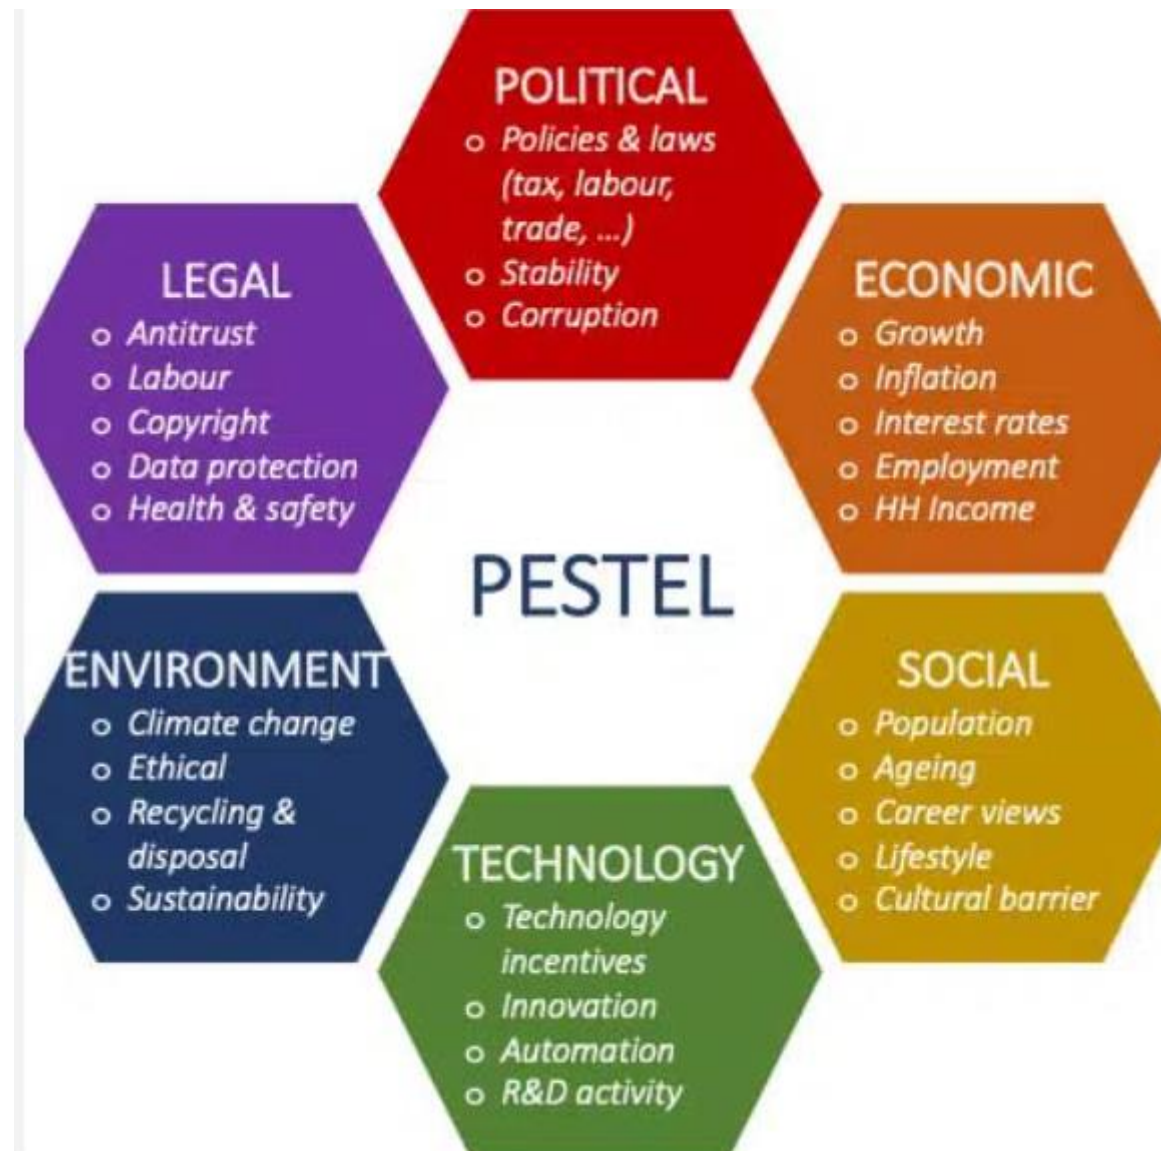 POLITICAL
o Policies & laws
(tax, labour,
trade, ...)
o Stability
o Corruption
LEGAL
o Antitrust
o Labour
o Copyright
o Data protection
o Health & safety
ECONOMIC
o Growth
o Inflation
o Interest rates
o Employment
o HH Income
PESTEL
ENVIRONMENT
o Climate change
o Ethical
o Recycling &
disposal
o Sustainability
SOCIAL
o Population
o Ageing
o Career views
o Lifestyle
o Cultural barrier
TECHNOLOGY
o Technology
incentives
o Innovation
o Automation
o R&D activity